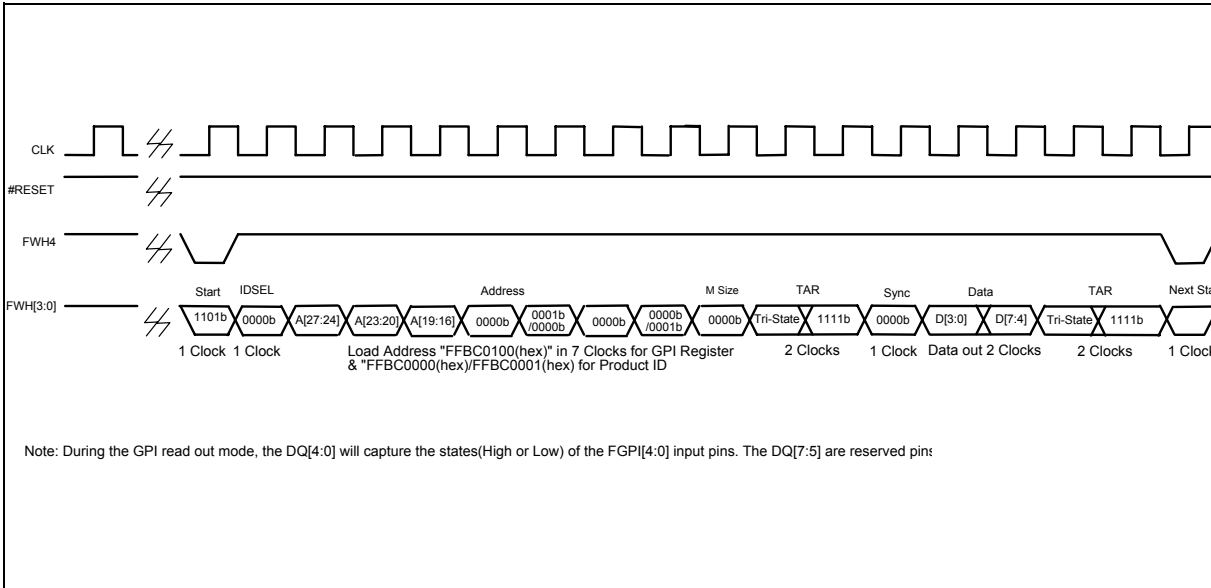 CLK
#RESET
FWH4
FWH[3:0]
Start IDSEL Address M Size TAR Sync Data TAR Next Sta
1101b 0000b A[27:24] A[23:20] A[19:16] 0000b 0001b /0000b 0000b 0000b /0001b 0000b Tri-State 1111b 0000b D[3:0] D[7:4] Tri-State 1111b
1 Clock 1 Clock Load Address "FFBC0100(hex)" in 7 Clocks for GPI Register 2 Clocks 1 Clock Data out 2 Clocks 2 Clocks 1 Clock
& "FFBC0000(hex)/FFBC0001(hex) for Product ID
Note: During the GPI read out mode, the DQ[4:0] will capture the states(High or Low) of the FGPI[4:0] input pins. The DQ[7:5] are reserved pins